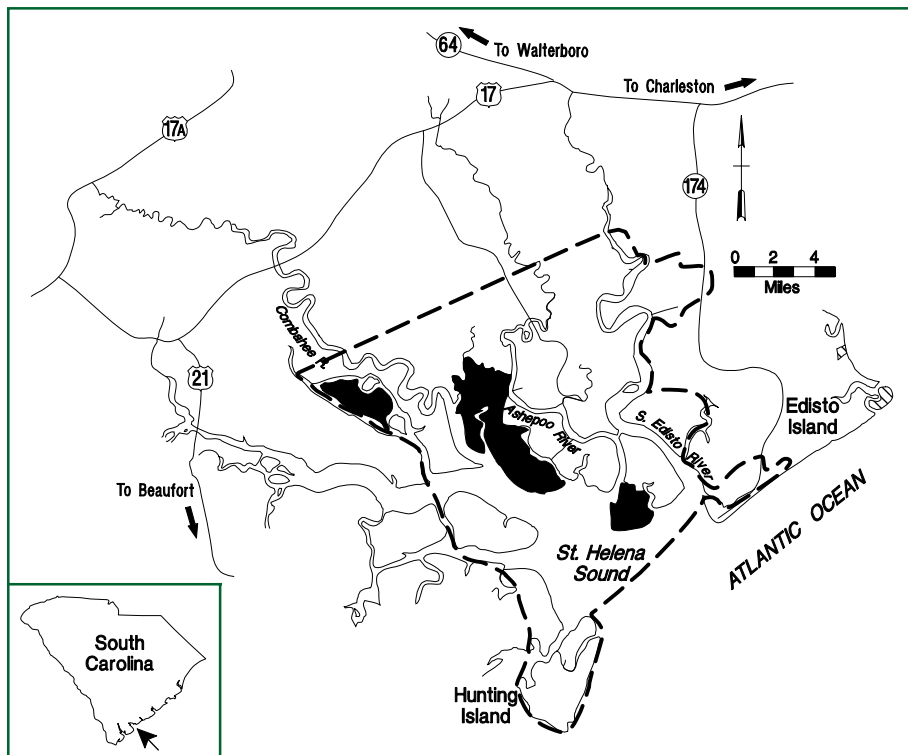 64
To Walterboro
17
To Charleston
17A
174
0 2 4
Miles
Combahee R.
21
Ashepoo River
S. Edisto River
Edisto
Island
To Beaufort
ATLANTIC OCEAN
St. Helena
Sound
South
Carolina
Hunting
Island